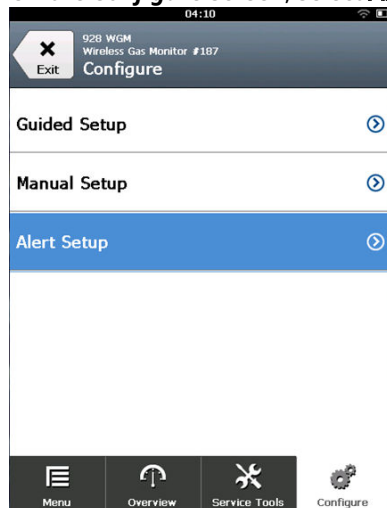 04:10
928 WGM
Wireless Gas Monitor #187
Exit
Configure
Guided Setup
Manual Setup
Alert Setup
Menu
Overview
Service Tools
Configure